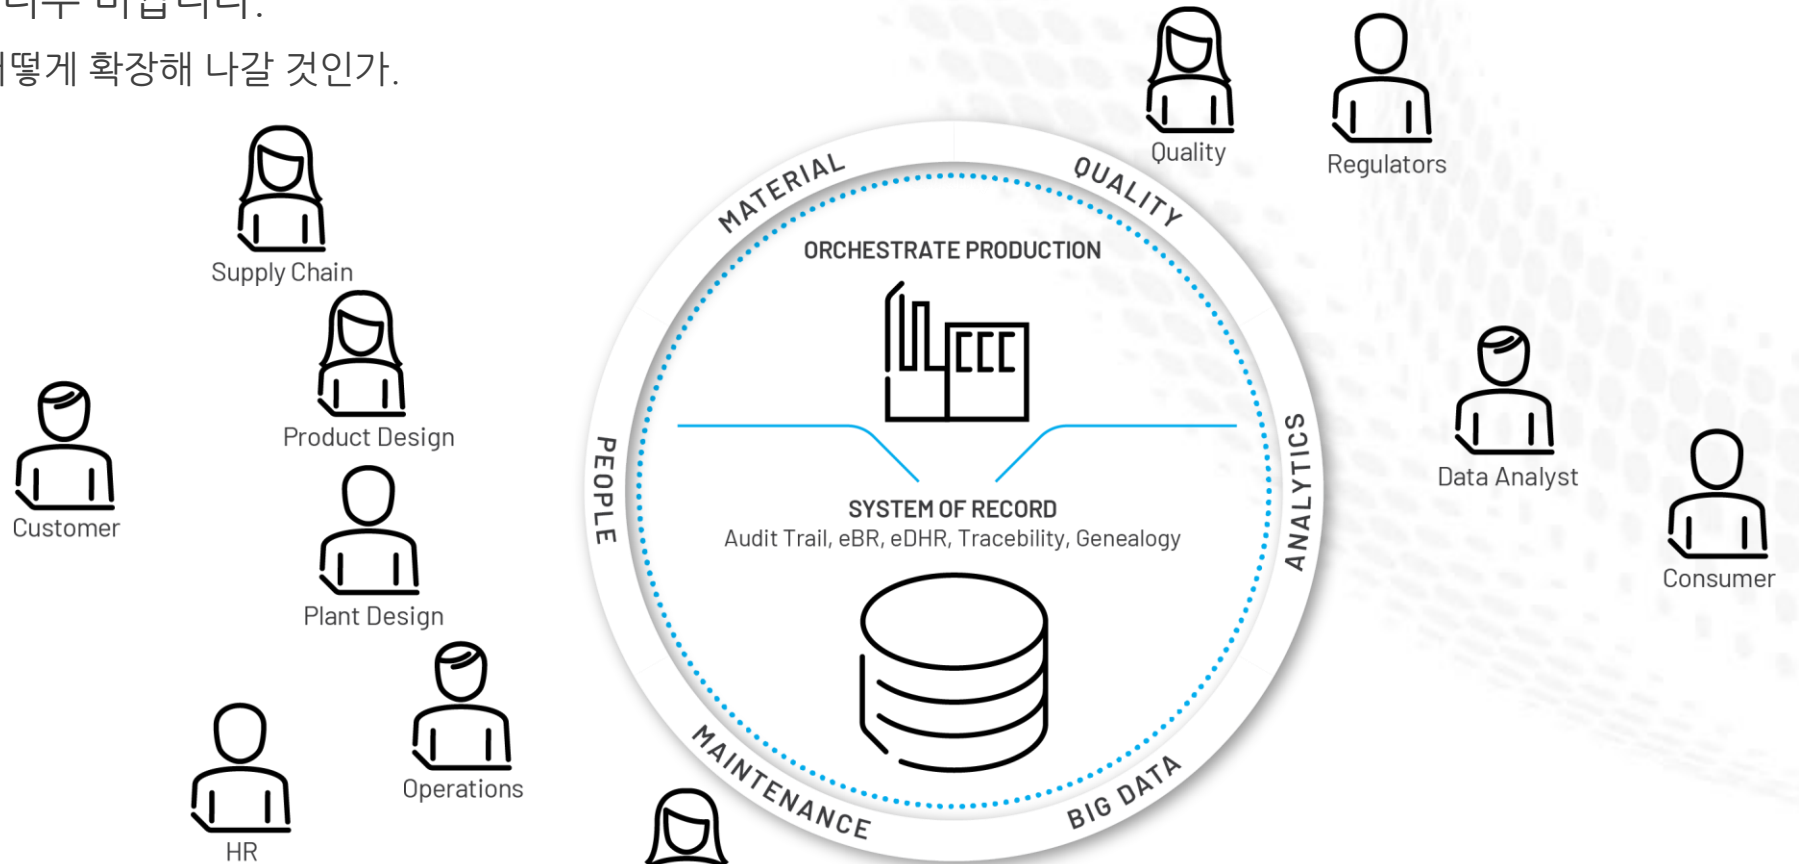 떻게 확장해 나갈 것인가.
Quality
Regulators
Supply Chain
Product Design
Customer
Plant Design
Operations
HR
MATERIAL
QUALITY
PEOPLE
ANALYTICS
MAINTENANCE
BIG DATA
ORCHESTRATE PRODUCTION
SYSTEM OF RECORD
Audit Trail, eBR, eDHR, Tracebility, Genealogy
Data Analyst
Consumer